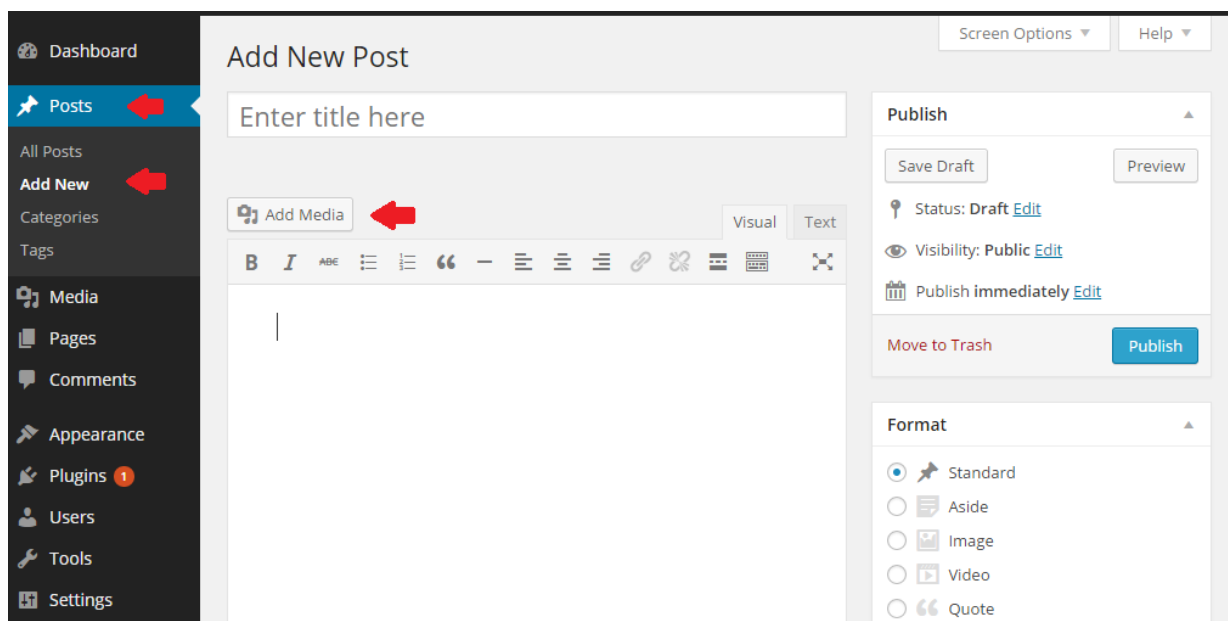 Dashboard
Posts
All Posts
Add New
Categories
Tags
Media
Pages
Comments
Appearance
Plugins 1
Users
Tools
Settings
Screen Options
Help
Add New Post
Enter title here
Add Media
Visual
Text
B I ABC
Publish
Save Draft
Preview
Status: Draft Edit
Visibility: Public Edit
Publish immediately Edit
Move to Trash
Publish
Format
Standard
Aside
Image
Video
Quote